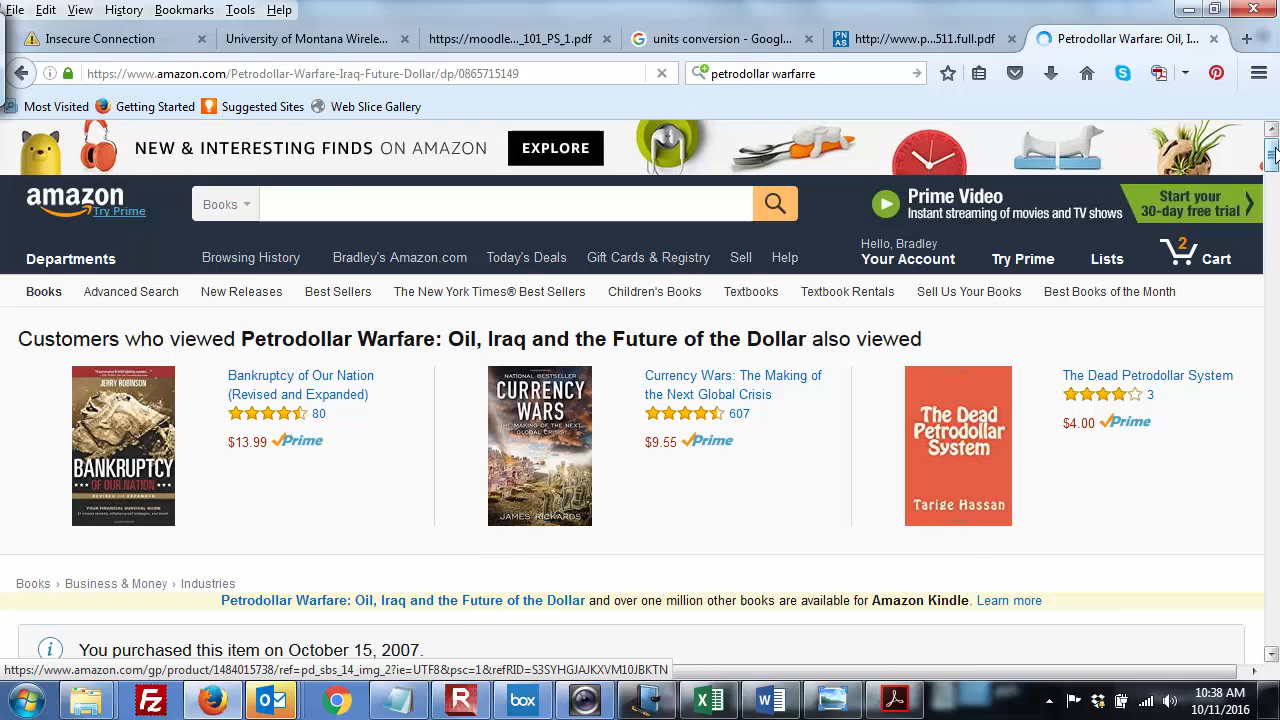 File Edit View History Bookmarks Tools Help
Insecure Connection
University of Montana Wirele...
https://moodle..._101_PS_1.pdf
units conversion - Googl...
PN AS
http://www.p...511.full.pdf
Petrodollar Warfare: Oil, I...
https://www.amazon.com/Petrodollar-Warfare-Iraq-Future-Dollar/dp/0865715149
petrodollar warfarre
Most Visited Getting Started Suggested Sites Web Slice Gallery
NEW & INTERESTING FINDS ON AMAZON EXPLORE
amazon
Try Prime
Books
Prime Video
Instant streaming of movies and TV shows
Start your
30-day free trial
Departments
Browsing History Bradley's Amazon.com Today's Deals Gift Cards & Registry Sell Help
Hello, Bradley
Your Account Try Prime Lists 2 Cart
Books Advanced Search New Releases Best Sellers The New York Times® Best Sellers Children's Books Textbooks Textbook Rentals Sell Us Your Books Best Books of the Month
Customers who viewed Petrodollar Warfare: Oil, Iraq and the Future of the Dollar also viewed
JERRY ROBINSON
BANKRUPTCY
OF OUR NATION
REVISED AND EXPANDED
YOUR FINANCIAL SURVIVAL GUIDE
Bankruptcy of Our Nation
(Revised and Expanded)
80
$13.99 Prime
NATIONAL BESTSELLER
CURRENCY
WARS
THE MAKING OF THE NEXT
GLOBAL CRISIS
JAMES RICKARDS
Currency Wars: The Making of
the Next Global Crisis
607
$9.55 Prime
The Dead
Petrodollar
System
Tarige Hassan
The Dead Petrodollar System
3
$4.00 Prime
Books › Business & Money › Industries
Petrodollar Warfare: Oil, Iraq and the Future of the Dollar and over one million other books are available for Amazon Kindle. Learn more
You purchased this item on October 15, 2007.
https://www.amazon.com/gp/product/1484015738/ref=pd_sbs_14_img_2?ie=UTF8&psc=1&refRID=S3SYHGJAJKXVM10JBKTN
10:38 AM
10/11/2016